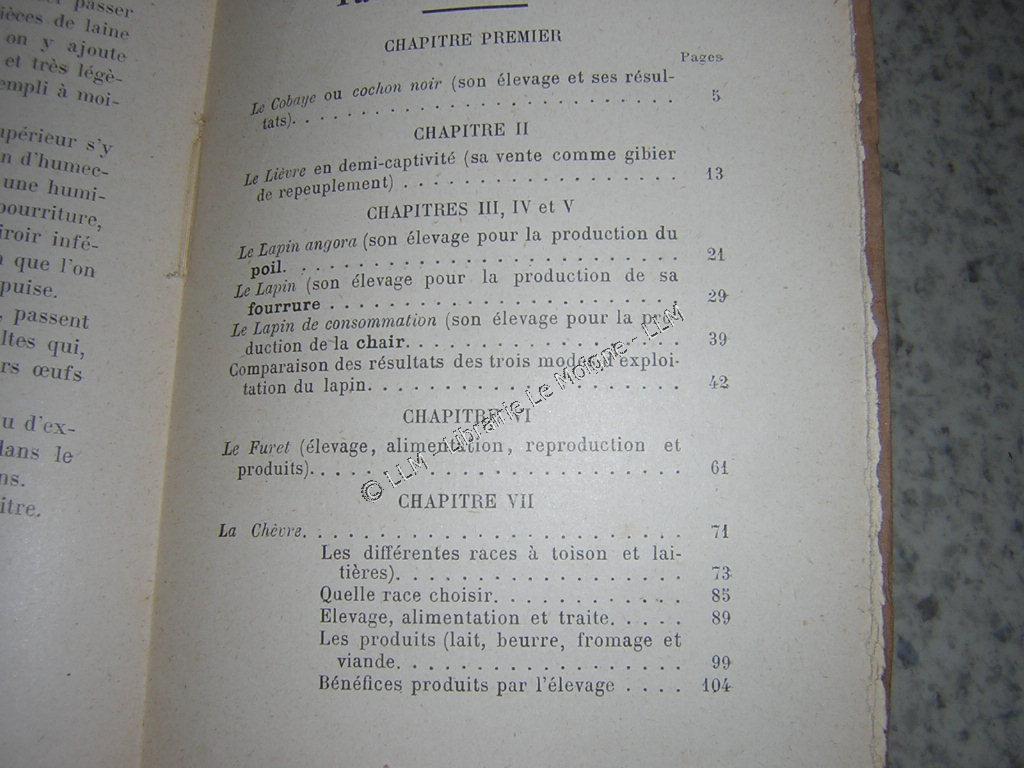 passer
ièces de laine
on y ajoute
et très légè-
empli à moi-
upérieur s'y
n d'humec-
une humi-
pourriture,
iroir infé-
que l'on
puise.
, passent
ltes qui,
rs œufs
u d'ex-
dans le
ns.
itre.
CHAPITRE PREMIER
Pages
Le Cobaye ou cochon noir (son élevage et ses résul-
tats). 5
CHAPITRE II
Le Lièvre en demi-captivité (sa vente comme gibier
de repeuplement) 13
CHAPITRES III, IV et V
Le Lapin angora (son élevage pour la production du
poil. 21
Le Lapin (son élevage pour la production de sa
fourrure 29
Le Lapin de consommation (son élevage pour la pro-
duction de la chair. 39
Comparaison des résultats des trois modes d'exploi-
tation du lapin. 42
CHAPITRE VI
Le Furet (élevage, alimentation, reproduction et
produits). 61
CHAPITRE VII
La Chèvre. 71
Les différentes races à toison et lai-
tières). 73
Quelle race choisir. 85
Elevage, alimentation et traite. 89
Les produits (lait, beurre, fromage et
viande. 99
Bénéfices produits par l'élevage 104
© LLM - Librairie Le Moigne - LLM